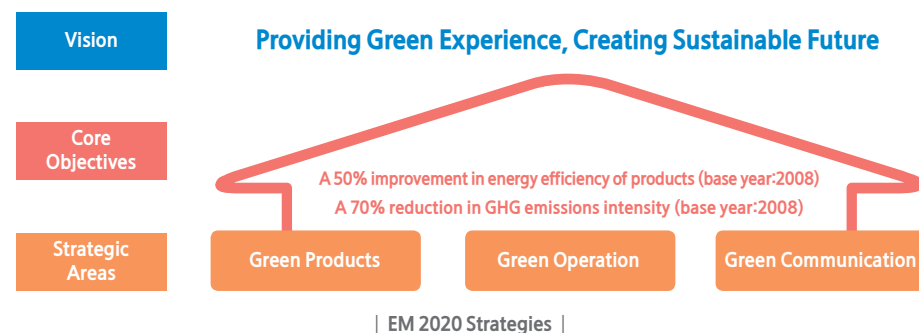 Vision
Providing Green Experience, Creating Sustainable Future
Core
Objectives
A 50% improvement in energy efficiency of products (base year:2008)
A 70% reduction in GHG emissions intensity (base year:2008)
Strategic
Areas
Green Products
Green Operation
Green Communication
| EM 2020 Strategies |